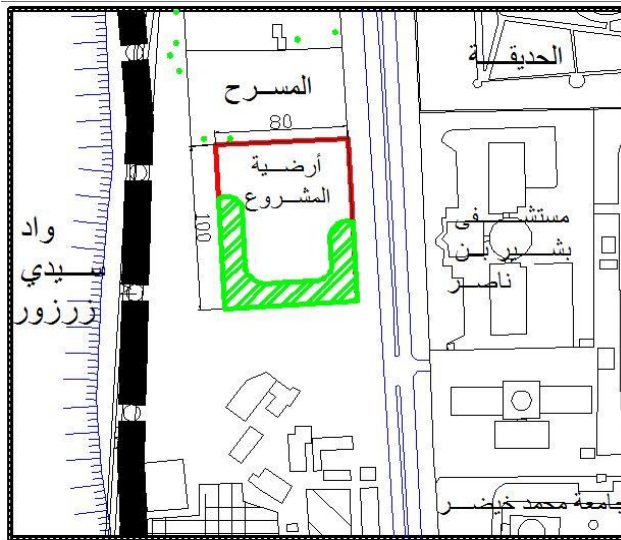 الحديقة
المسرح
80
أرضية
المشروع
100
مستشفى
بشير بن
ناصر
واد
سيدي
زرزور
جامعة محمد خيضر